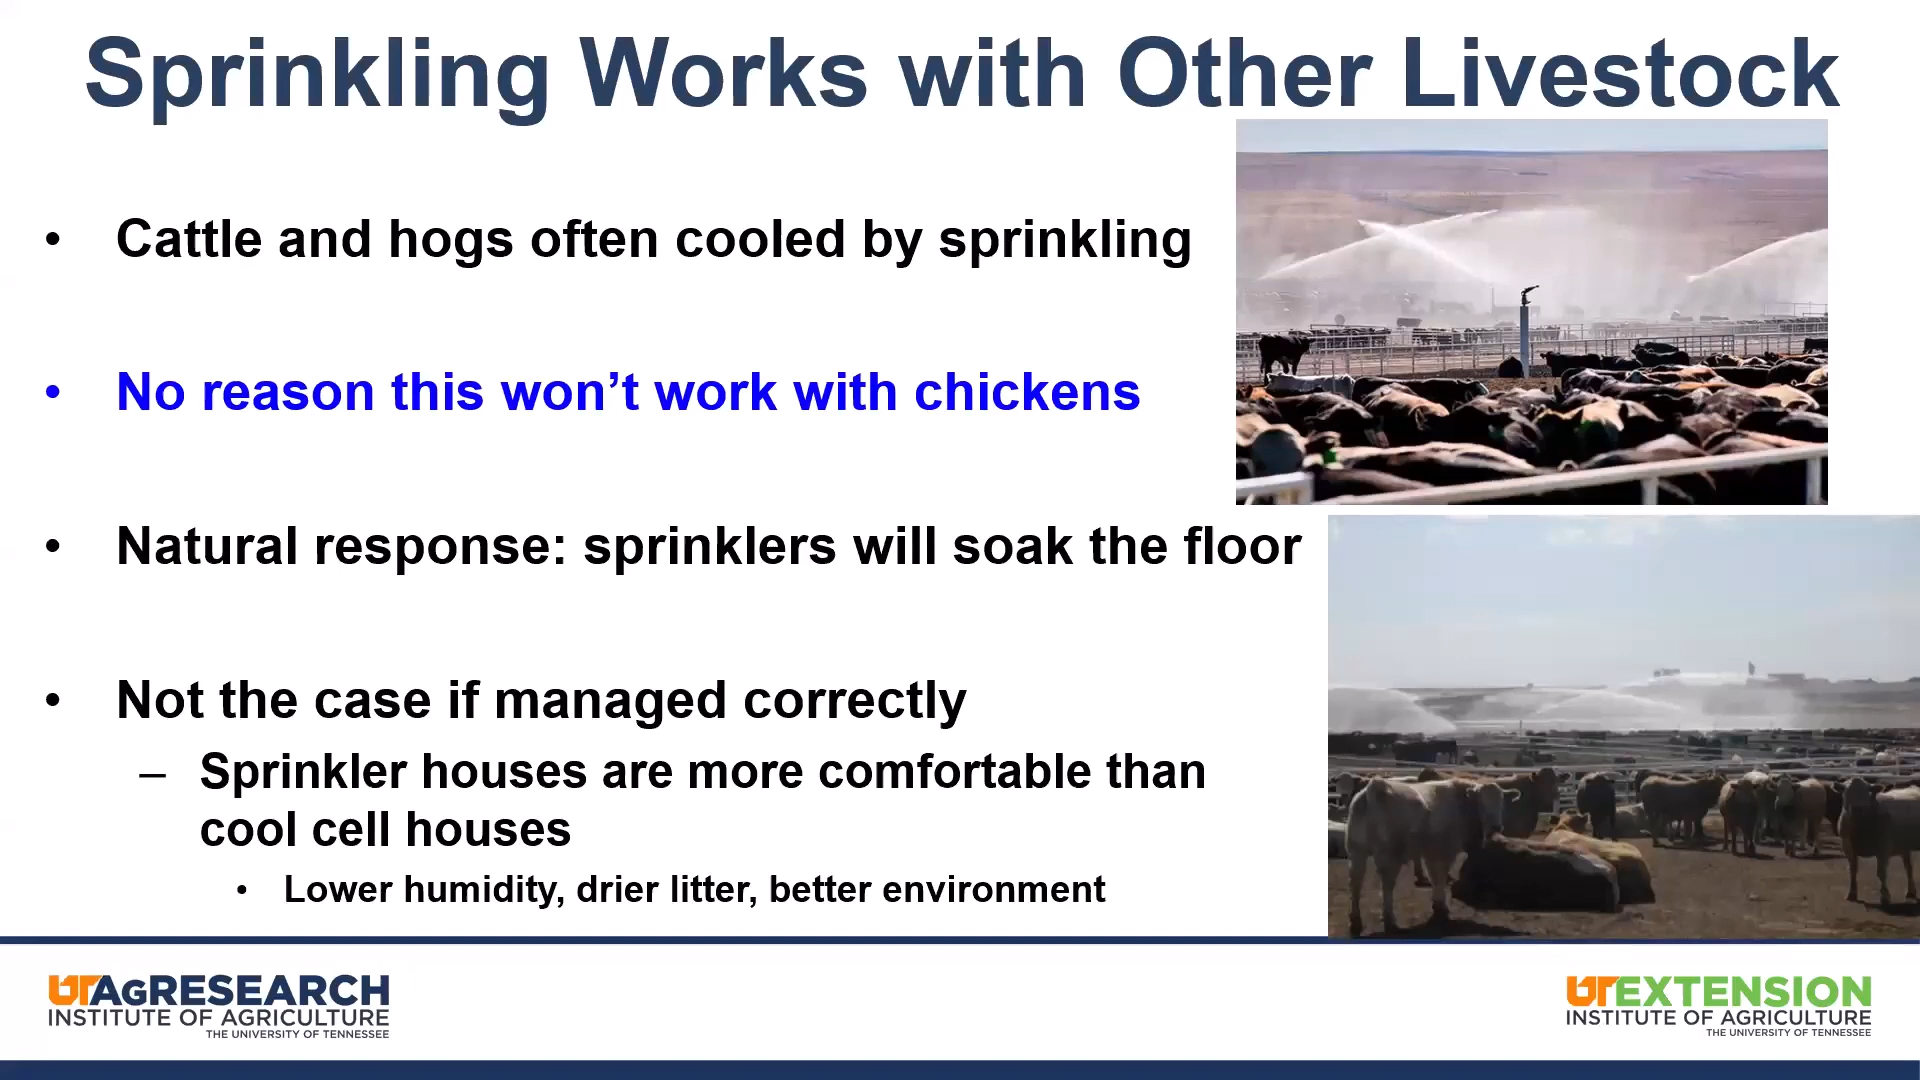 Sprinkling Works with Other Livestock
• Cattle and hogs often cooled by sprinkling
• No reason this won’t work with chickens
• Natural response: sprinklers will soak the floor
• Not the case if managed correctly
– Sprinkler houses are more comfortable than
cool cell houses
• Lower humidity, drier litter, better environment
UTAGRESEARCH
INSTITUTE OF AGRICULTURE
THE UNIVERSITY OF TENNESSEE
UTEXTENSION
INSTITUTE OF AGRICULTURE
THE UNIVERSITY OF TENNESSEE